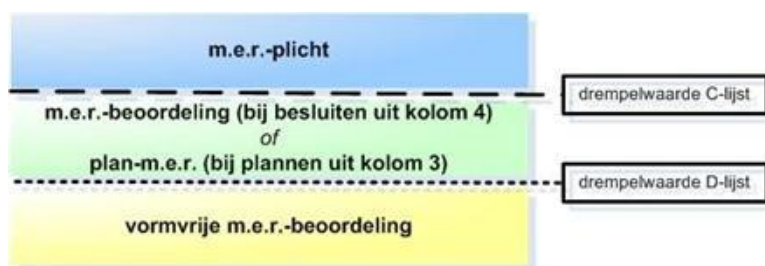 m.e.r.-plicht
drempelwaarde C-lijst
m.e.r.-beoordeling (bij besluiten uit kolom 4)
of
plan-m.e.r. (bij plannen uit kolom 3)
drempelwaarde D-lijst
vormvrije m.e.r.-beoordeling